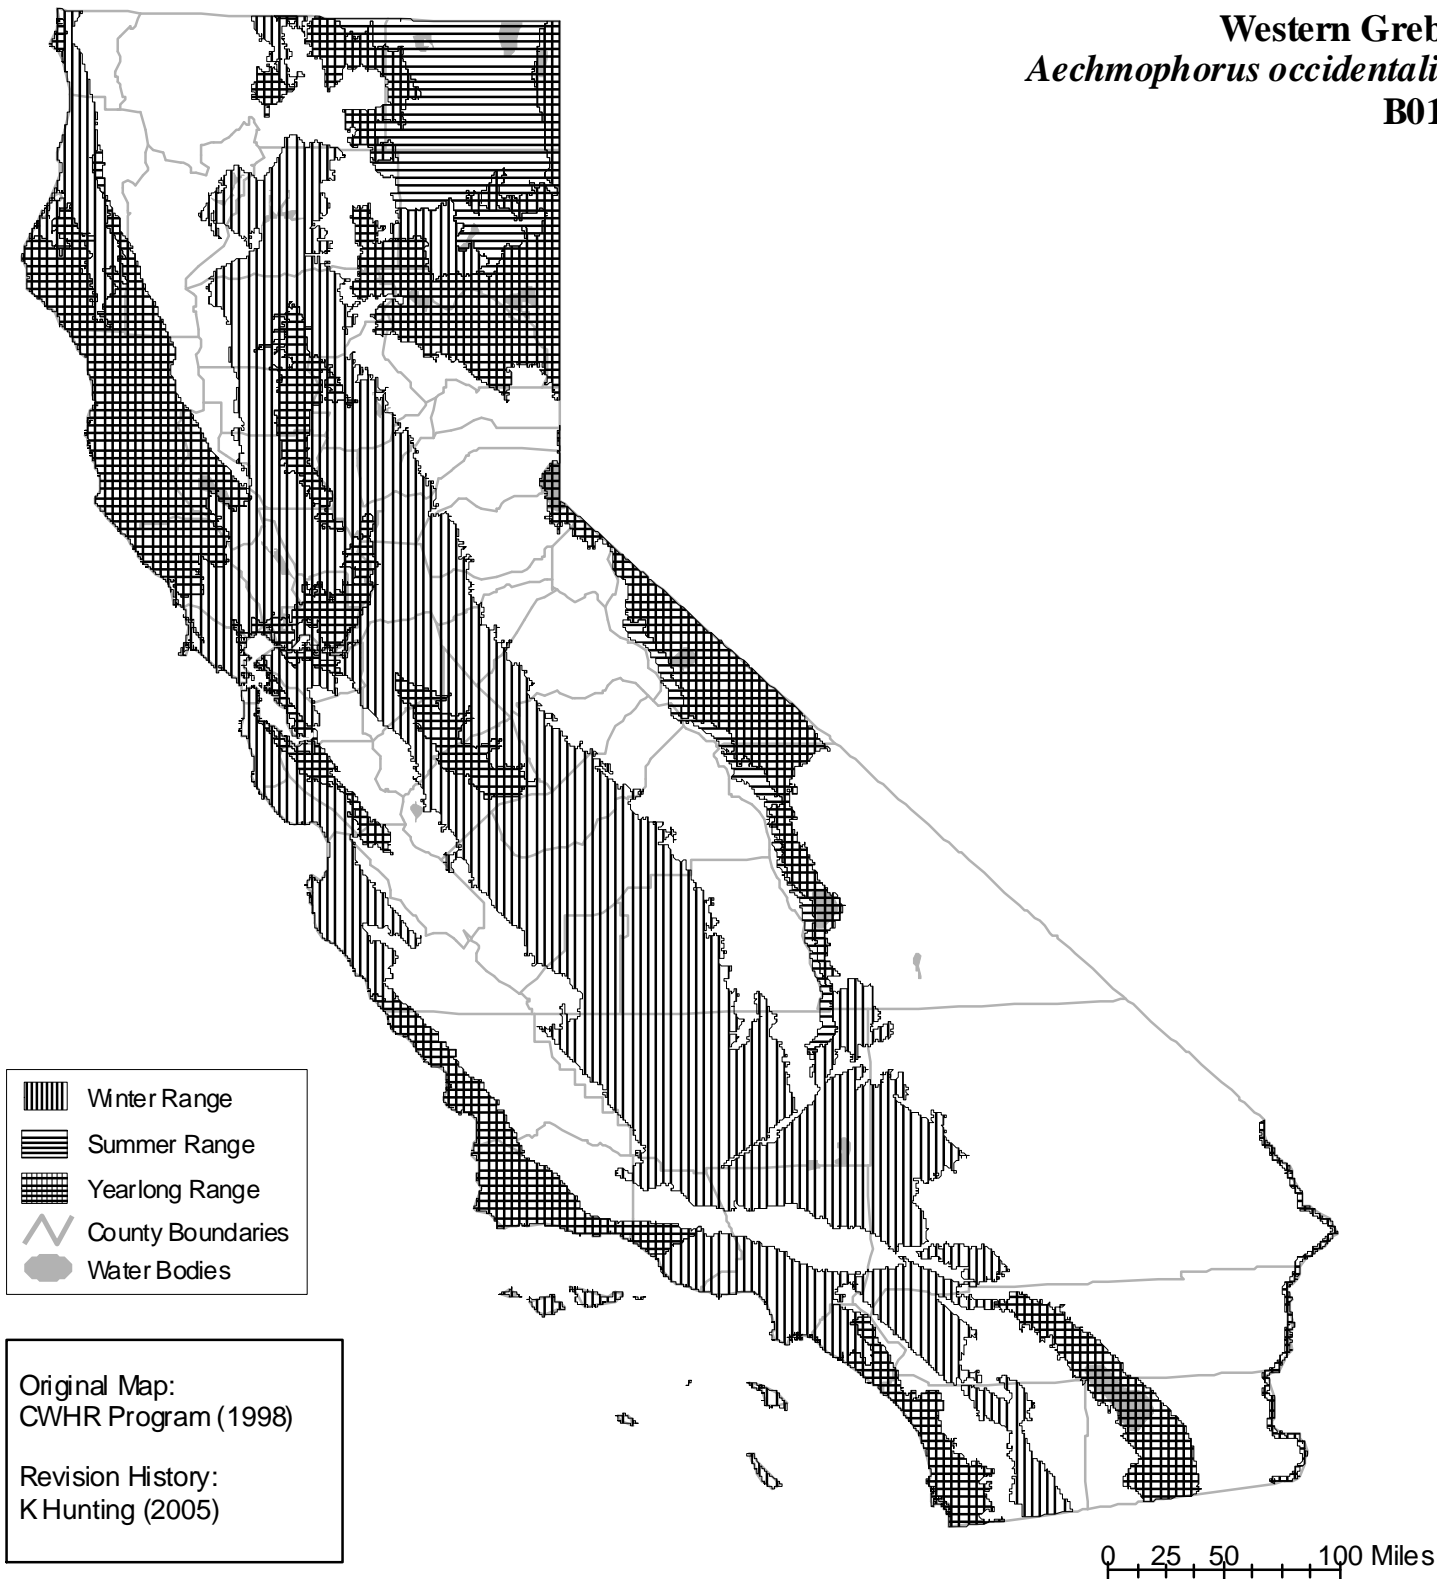 Western Greb
Aechmophorus occidentali
B01
Winter Range
Summer Range
Yearlong Range
County Boundaries
Water Bodies
Original Map:
CWHR Program (1998)
Revision History:
K Hunting (2005)
0 25 50 100 Miles